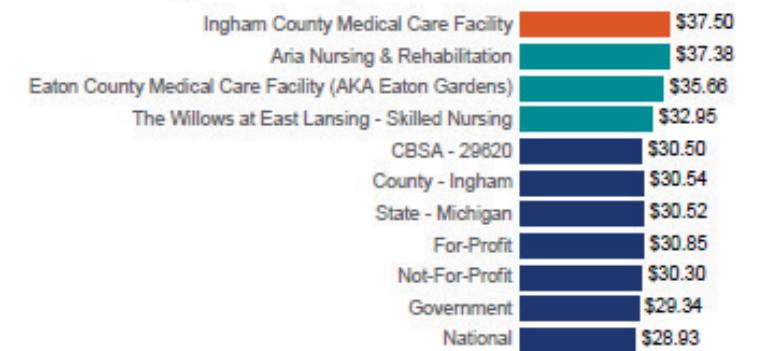 Ingham County Medical Care Facility $37.50
Aria Nursing & Rehabilitation $37.38
Eaton County Medical Care Facility (AKA Eaton Gardens) $35.66
The Willows at East Lansing - Skilled Nursing $32.95
CBSA - 29620 $30.50
County - Ingham $30.54
State - Michigan $30.52
For-Profit $30.85
Not-For-Profit $30.30
Government $29.34
National $28.93